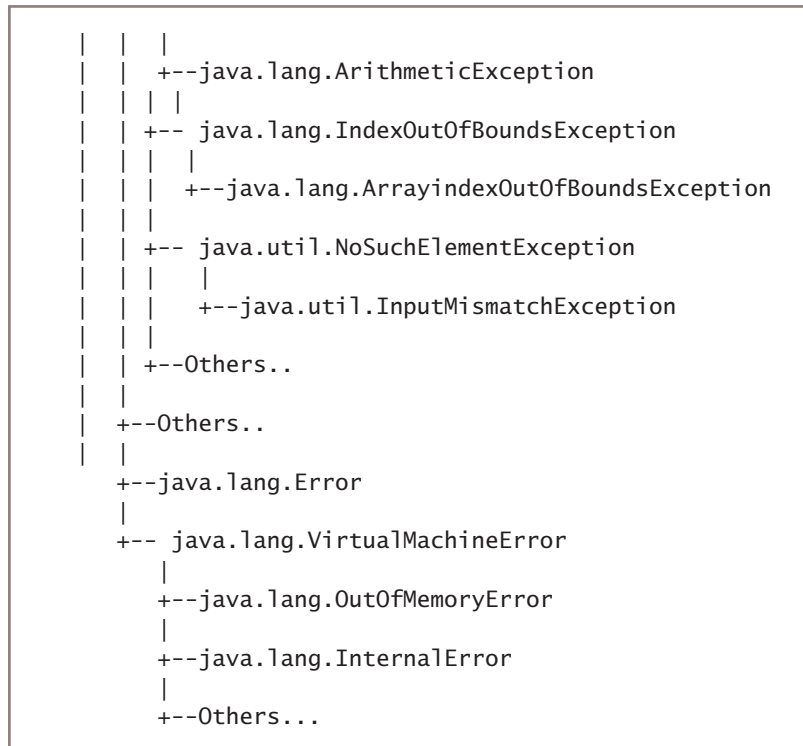 |   |   |
|   |  +--java.lang.ArithmeticException
|   | | |
|   | +-- java.lang.IndexOutOfBoundsException
|   | |   |
|   | |  +--java.lang.ArrayindexOutOfBoundsException
|   | |
|   | +-- java.util.NoSuchElementException
|   | |    |
|   | |    +--java.util.InputMismatchException
|   | |
|   | +--Others..
|   |
|   +--Others..
|   |
    +--java.lang.Error
    |
    +-- java.lang.VirtualMachineError
        |
        +--java.lang.OutOfMemoryError
        |
        +--java.lang.InternalError
        |
        +--Others...